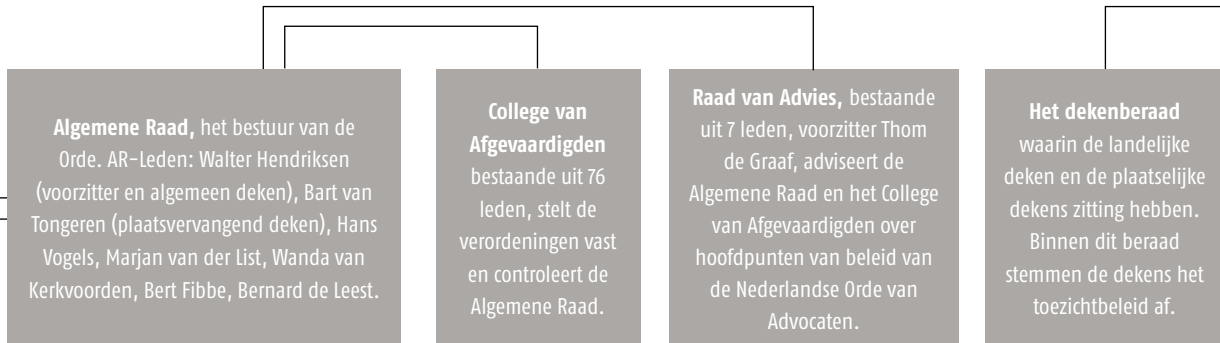 Algemene Raad, het bestuur van de
Orde. AR-Leden: Walter Hendriksen
(voorzitter en algemeen deken), Bart van
Tongeren (plaatsvervangend deken), Hans
Vogels, Marjan van der List, Wanda van
Kerkvoorden, Bert Fibbe, Bernard de Leest.
College van
Afgevaardigden
bestaande uit 76
leden, stelt de
verordeningen vast
en controleert de
Algemene Raad.
Raad van Advies, bestaande
uit 7 leden, voorzitter Thom
de Graaf, adviseert de
Algemene Raad en het College
van Afgevaardigden over
hoofdpunten van beleid van
de Nederlandse Orde van
Advocaten.
Het dekenberaad
waarin de landelijke
deken en de plaatselijke
dekens zitting hebben.
Binnen dit beraad
stemmen de dekens het
toezichtbeleid af.